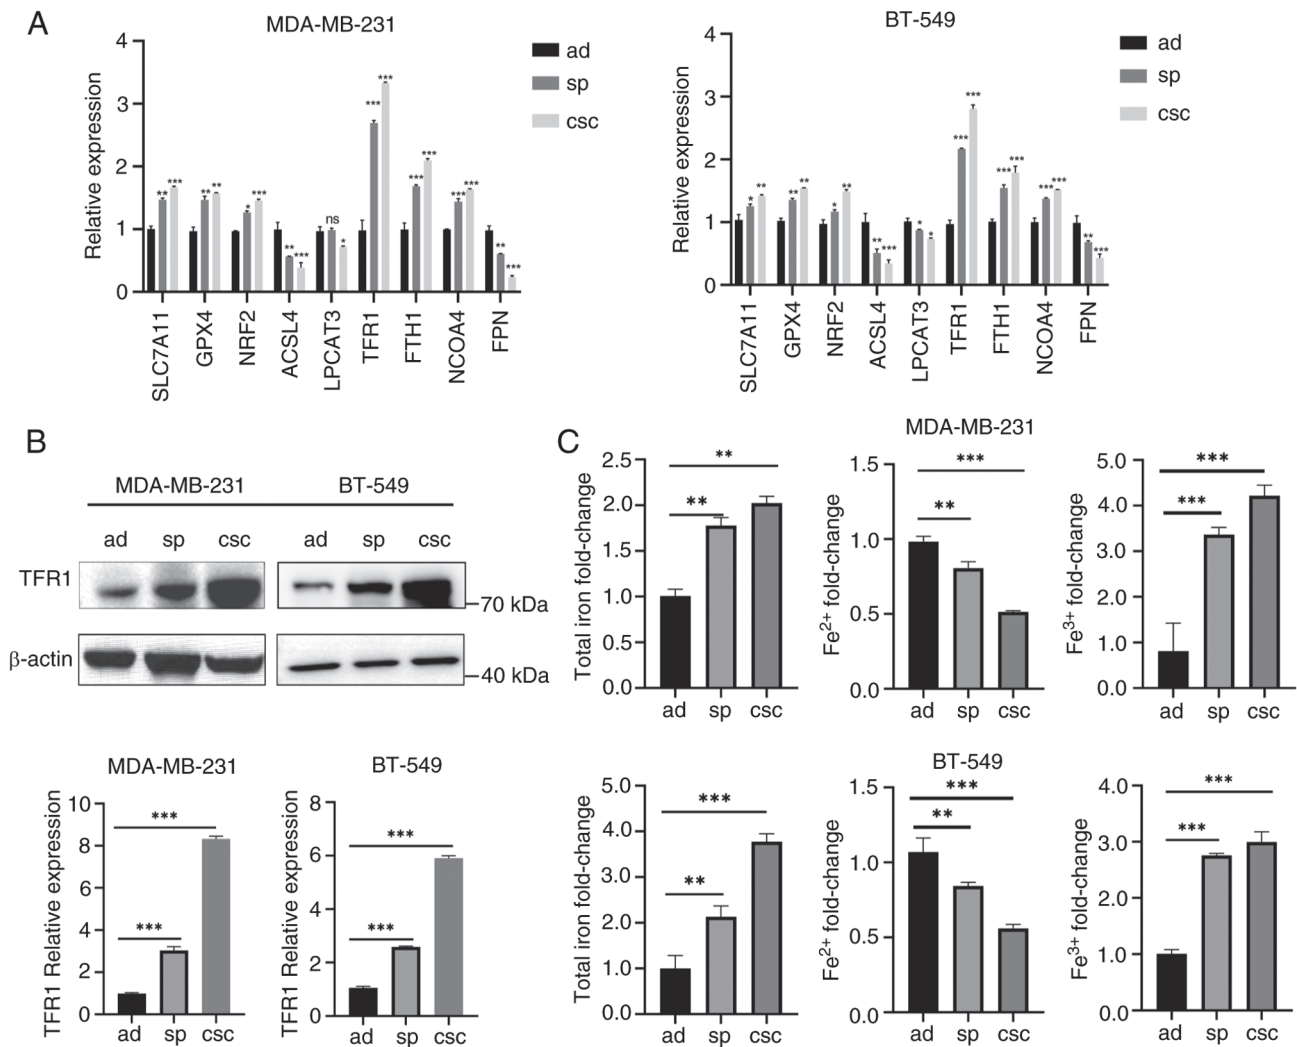 A
MDA-MB-231
Relative expression
4
3
2
1
0
ad
sp
csc
** *** ** ** * *** ** *** ns * *** *** *** *** *** *** ** ***
SLC7A11 GPX4 NRF2 ACSL4 LPCAT3 TFR1 FTH1 NCOA4 FPN
BT-549
Relative expression
4
3
2
1
0
ad
sp
csc
* ** ** ** * ** ** *** * * *** *** *** *** *** *** ** ***
SLC7A11 GPX4 NRF2 ACSL4 LPCAT3 TFR1 FTH1 NCOA4 FPN
B
MDA-MB-231 BT-549
ad sp csc ad sp csc
TFR1
70 kDa
β-actin
40 kDa
MDA-MB-231
TFR1 Relative expression
10
8
6
4
2
0
***
***
ad sp csc
BT-549
TFR1 Relative expression
8
6
4
2
0
***
***
ad sp csc
C
MDA-MB-231
Total iron fold-change
2.5
2.0
1.5
1.0
0.5
0.0
**
**
ad sp csc
Fe2+ fold-change
1.5
1.0
0.5
0.0
***
**
ad sp csc
Fe3+ fold-change
5.0
4.0
3.0
2.0
1.0
0.0
***
***
ad sp csc
BT-549
Total iron fold-change
5.0
4.0
3.0
2.0
1.0
0.0
***
**
ad sp csc
Fe2+ fold-change
1.5
1.0
0.5
0.0
***
**
ad sp csc
Fe3+ fold-change
4.0
3.0
2.0
1.0
0.0
***
***
ad sp csc